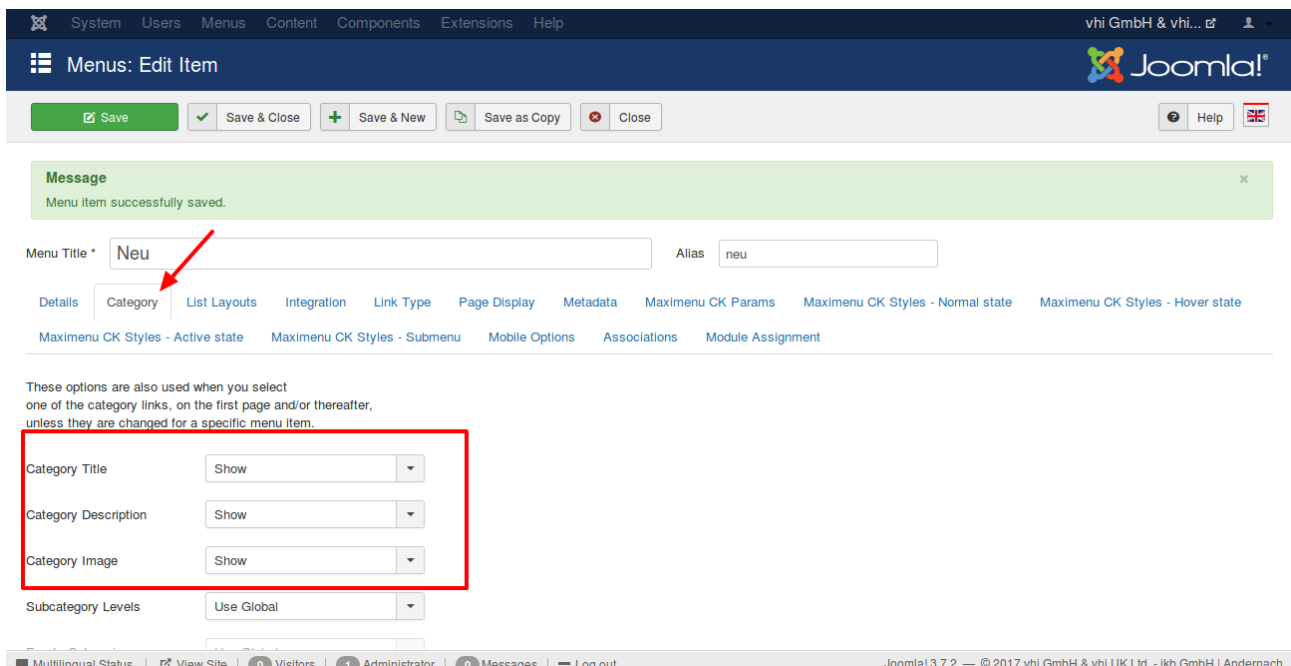 System Users Menus Content Components Extensions Help vhi GmbH & vhi...
Menus: Edit Item Joomla!®
Save Save & Close Save & New Save as Copy Close Help
Message
Menu item successfully saved.
Menu Title * Neu Alias neu
Details Category List Layouts Integration Link Type Page Display Metadata Maximenu CK Params Maximenu CK Styles - Normal state Maximenu CK Styles - Hover state
Maximenu CK Styles - Active state Maximenu CK Styles - Submenu Mobile Options Associations Module Assignment
These options are also used when you select
one of the category links, on the first page and/or thereafter,
unless they are changed for a specific menu item.
Category Title Show
Category Description Show
Category Image Show
Subcategory Levels Use Global
Multilingual Status View Site 0 Visitors 1 Administrator 0 Messages Log out Joomla! 3.7.2 — © 2017 vhi GmbH & vhi UK Ltd. - ikb GmbH | Andernach